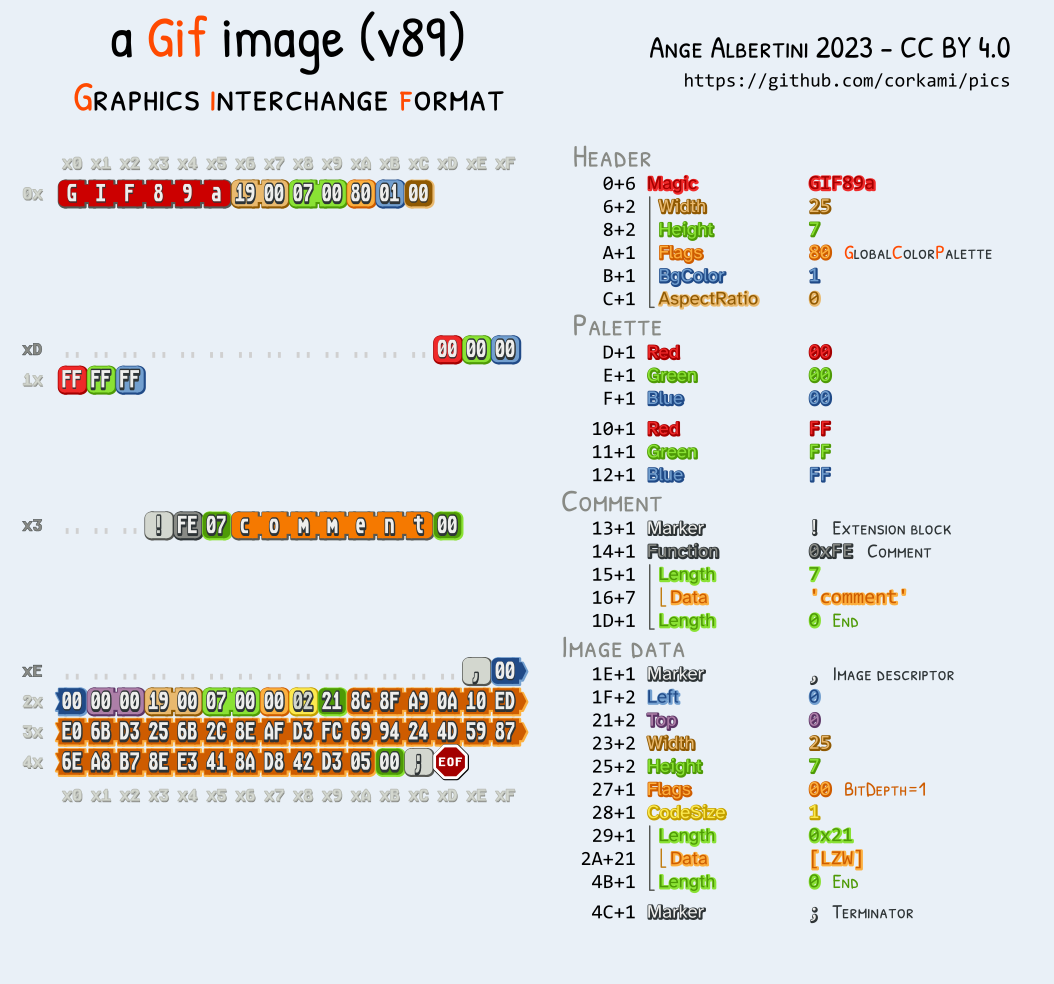 a Gif image (v89)
GRAPHICS INTERCHANGE FORMAT
ANGE ALBERTINI 2023 - CC BY 4.0
https://github.com/corkami/pics
x0 x1 x2 x3 x4 x5 x6 x7 x8 x9 xA xB xC xD xE xF
0x G I F 8 9 a 19 00 07 00 80 01 00
xD .. .. .. .. .. .. .. .. .. .. .. .. .. 00 00 00
1x FF FF FF
x3 .. .. .. ! FE 07 c o m m e n t 00
xE .. .. .. .. .. .. .. .. .. .. .. .. .. .. , 00
2x 00 00 00 19 00 07 00 00 02 21 8C 8F A9 0A 10 ED
3x E0 6B D3 25 6B 2C 8E AF D3 FC 69 94 24 4D 59 87
4x 6E A8 B7 8E E3 41 8A D8 42 D3 05 00 ; EOF
x0 x1 x2 x3 x4 x5 x6 x7 x8 x9 xA xB xC xD xE xF
HEADER
0+6 Magic GIF89a
6+2 Width 25
8+2 Height 7
A+1 Flags 80 GLOBALCOLORPALETTE
B+1 BgColor 1
C+1 AspectRatio 0
PALETTE
D+1 Red 00
E+1 Green 00
F+1 Blue 00
10+1 Red FF
11+1 Green FF
12+1 Blue FF
COMMENT
13+1 Marker ! EXTENSION BLOCK
14+1 Function 0xFE COMMENT
15+1 Length 7
16+7 Data 'comment'
1D+1 Length 0 END
IMAGE DATA
1E+1 Marker , IMAGE DESCRIPTOR
1F+2 Left 0
21+2 Top 0
23+2 Width 25
25+2 Height 7
27+1 Flags 00 BITDEPTH=1
28+1 CodeSize 1
29+1 Length 0x21
2A+21 Data [LZW]
4B+1 Length 0 END
4C+1 Marker ; TERMINATOR